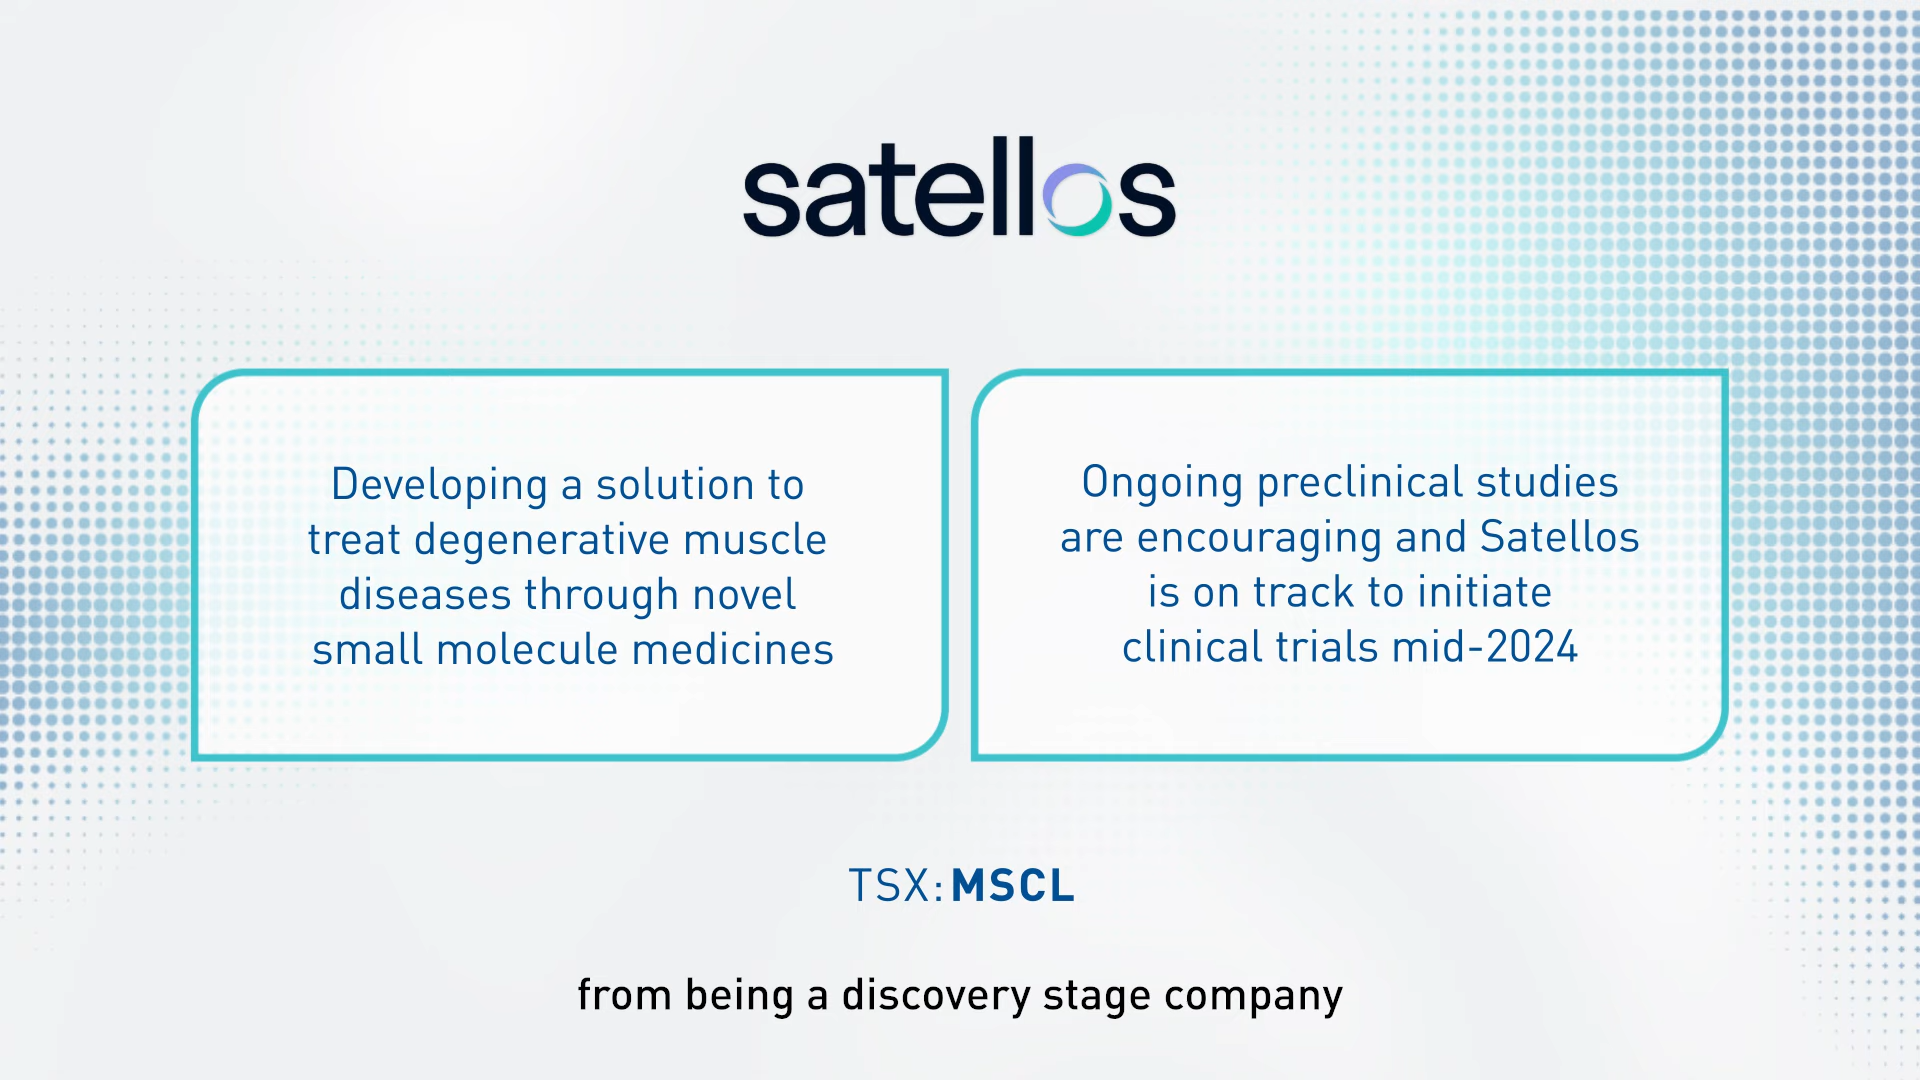 satellos
Developing a solution to
treat degenerative muscle
diseases through novel
small molecule medicines
Ongoing preclinical studies
are encouraging and Satellos
is on track to initiate
clinical trials mid-2024
TSX:MSCL
from being a discovery stage company